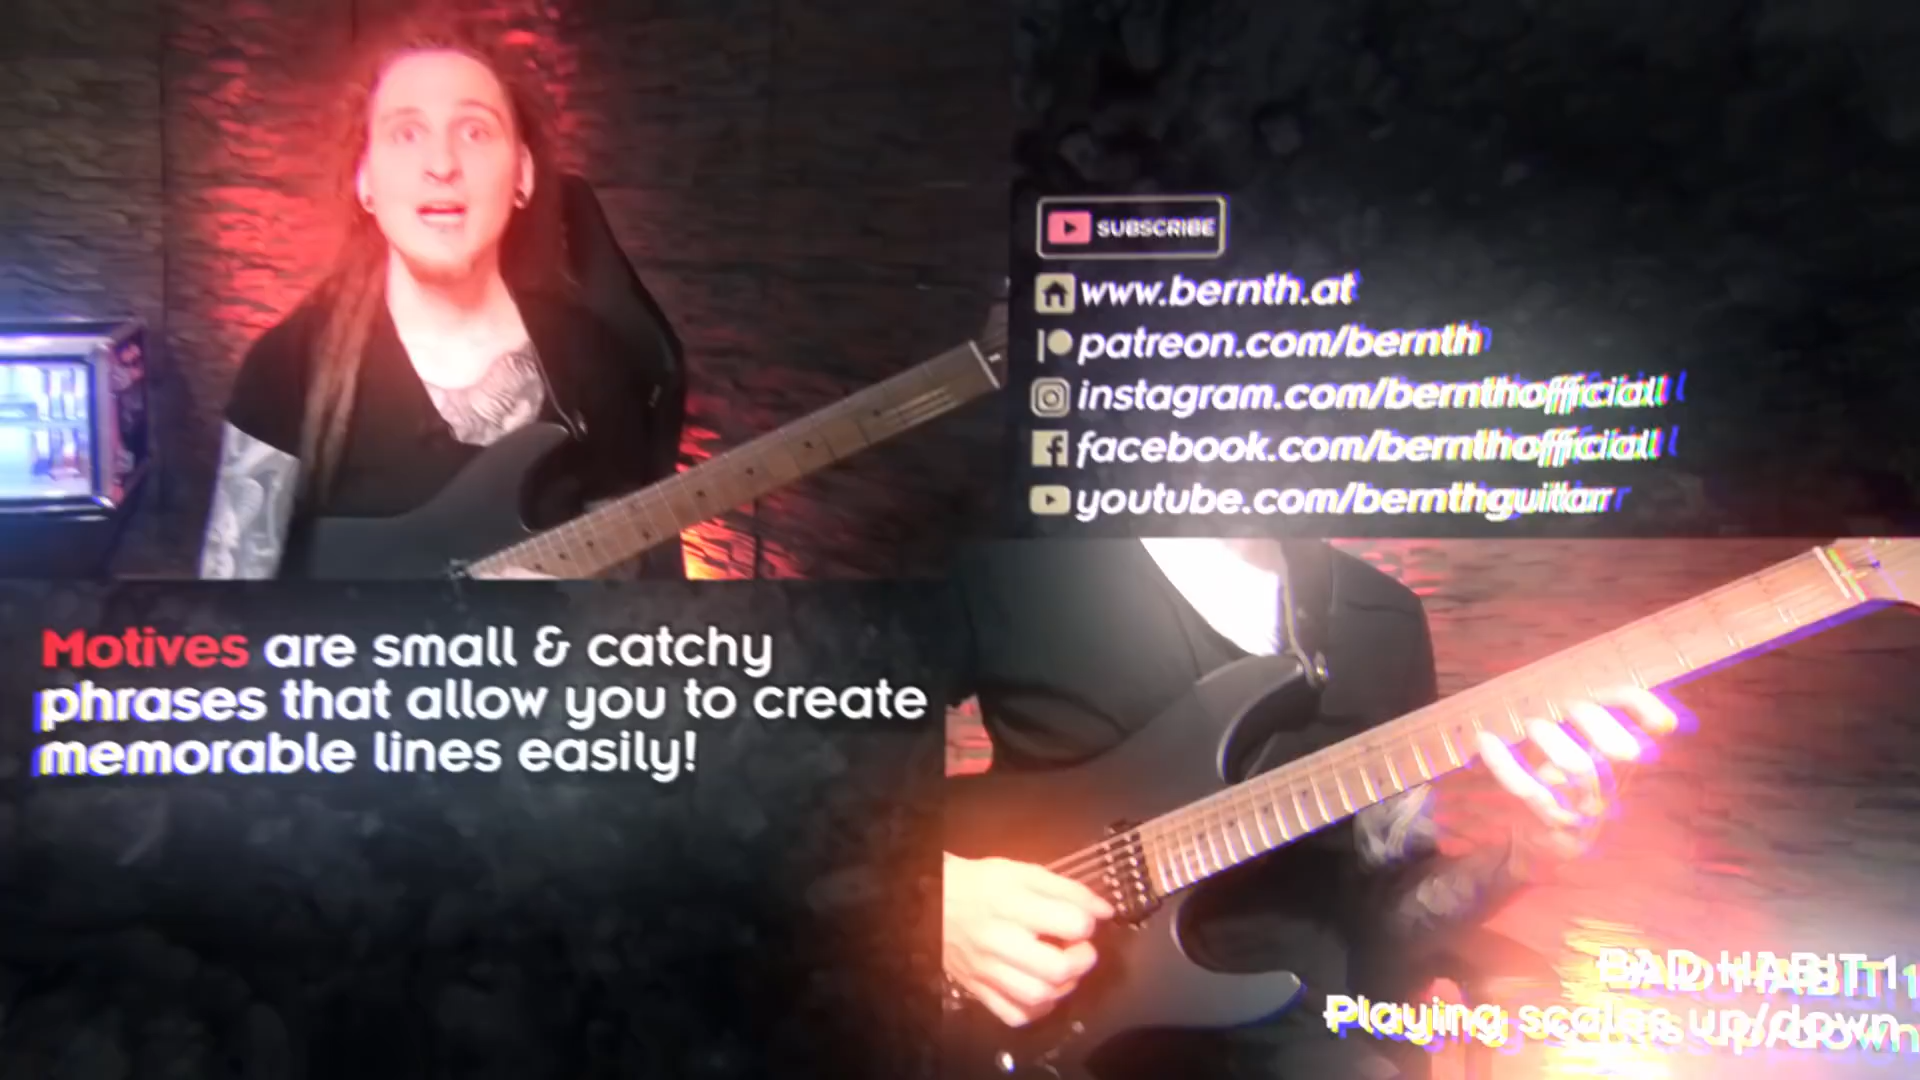 SUBSCRIBE
www.bernth.at
patreon.com/bernth
instagram.com/bernthofficial
facebook.com/bernthofficial
youtube.com/bernthguitar
Motives are small & catchy
phrases that allow you to create
memorable lines easily!
BAD HABIT 1
Playing scales up/down